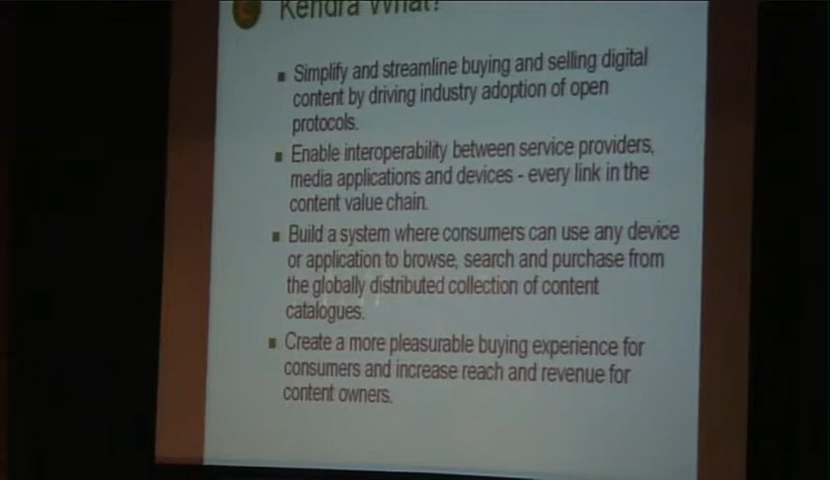 Kendra What?
▪ Simplify and streamline buying and selling digital
content by driving industry adoption of open
protocols.
▪ Enable interoperability between service providers,
media applications and devices - every link in the
content value chain.
▪ Build a system where consumers can use any device
or application to browse, search and purchase from
the globally distributed collection of content
catalogues.
▪ Create a more pleasurable buying experience for
consumers and increase reach and revenue for
content owners.